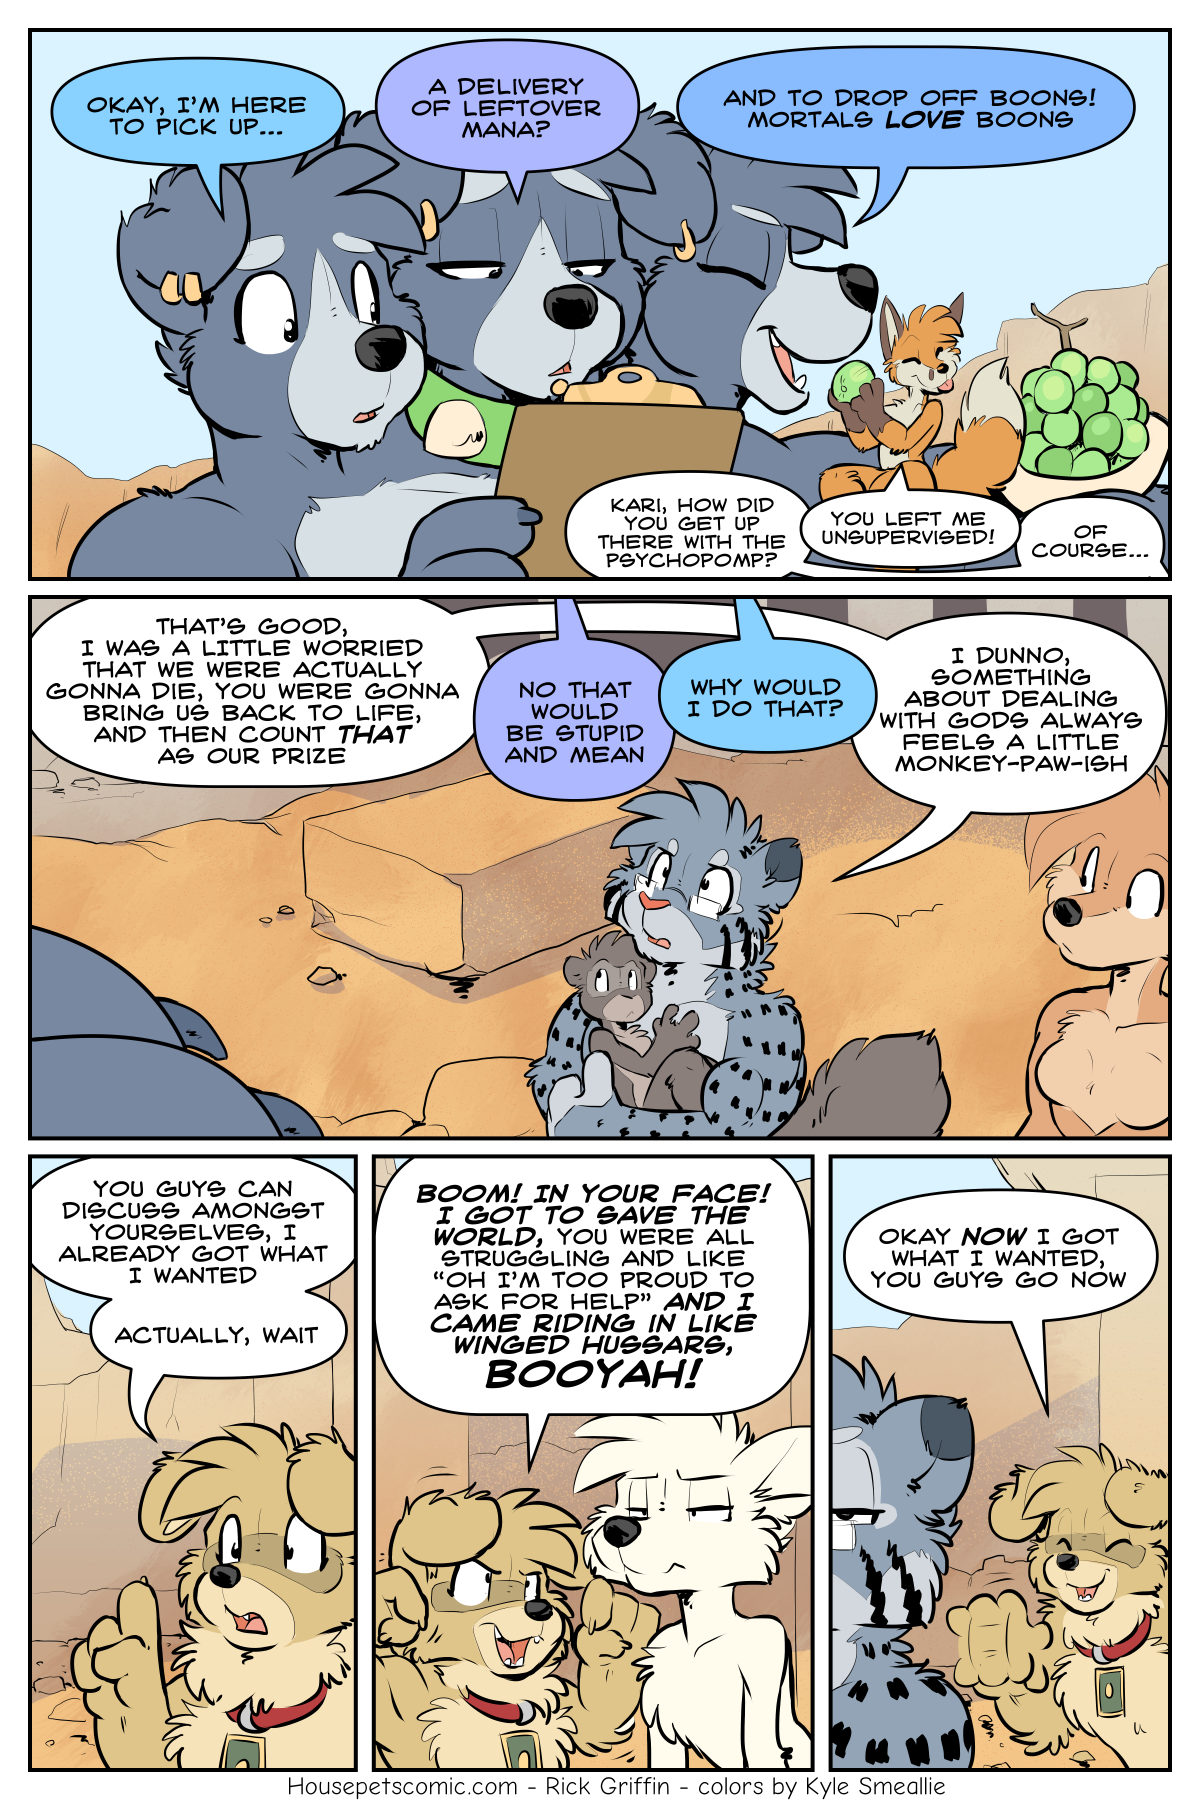 OKAY, I'M HERE
TO PICK UP...
A DELIVERY
OF LEFTOVER
MANA?
AND TO DROP OFF BOONS!
MORTALS LOVE BOONS
KARI, HOW DID
YOU GET UP
THERE WITH THE
PSYCHOPOMP?
YOU LEFT ME
UNSUPERVISED!
OF
COURSE...
THAT'S GOOD,
I WAS A LITTLE WORRIED
THAT WE WERE ACTUALLY
GONNA DIE, YOU WERE GONNA
BRING US BACK TO LIFE,
AND THEN COUNT THAT
AS OUR PRIZE
NO THAT
WOULD
BE STUPID
AND MEAN
WHY WOULD
I DO THAT?
I DUNNO,
SOMETHING
ABOUT DEALING
WITH GODS ALWAYS
FEELS A LITTLE
MONKEY-PAW-ISH
YOU GUYS CAN
DISCUSS AMONGST
YOURSELVES, I
ALREADY GOT WHAT
I WANTED
ACTUALLY, WAIT
BOOM! IN YOUR FACE!
I GOT TO SAVE THE
WORLD, YOU WERE ALL
STRUGGLING AND LIKE
"OH I'M TOO PROUD TO
ASK FOR HELP" AND I
CAME RIDING IN LIKE
WINGED HUSSARS,
BOOYAH!
OKAY NOW I GOT
WHAT I WANTED,
YOU GUYS GO NOW
Housepetscomic.com - Rick Griffin - colors by Kyle Smeallie